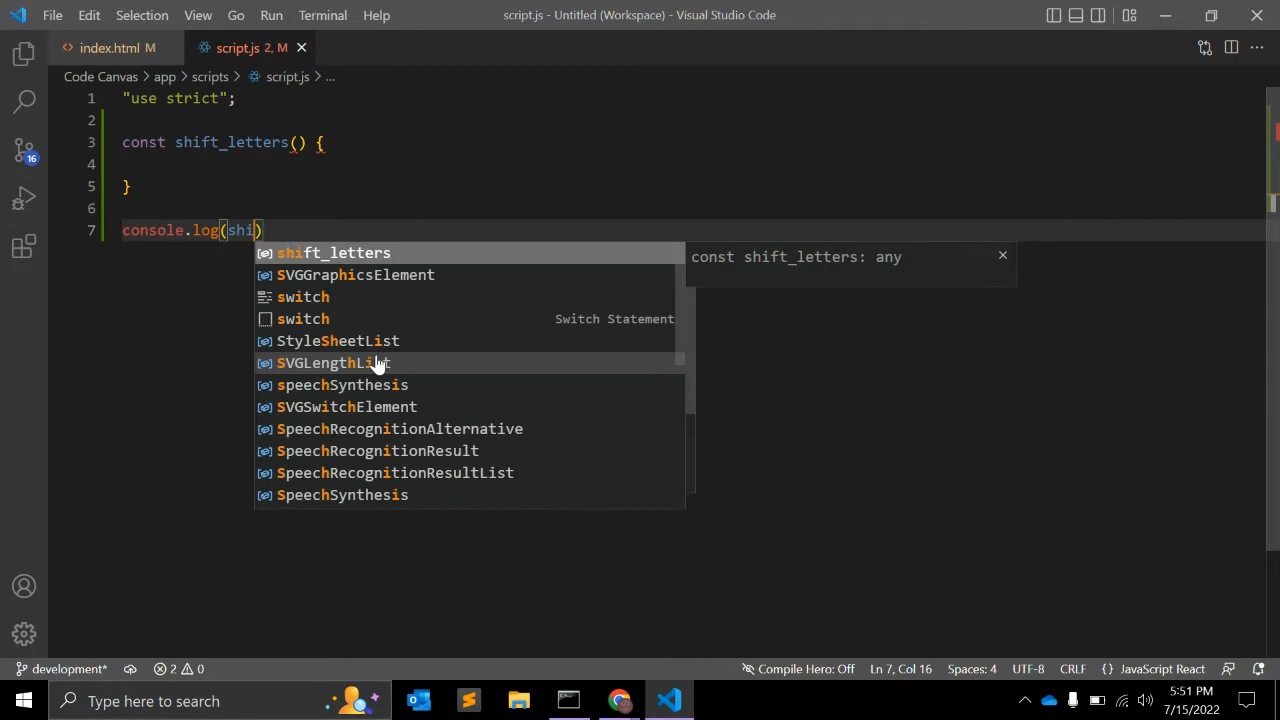 File Edit Selection View Go Run Terminal Help script.js - Untitled (Workspace) - Visual Studio Code
index.html M script.js 2, M
Code Canvas > app > scripts > script.js > ...
1 "use strict";
2
3 const shift_letters() {
4
5 }
6
7 console.log(shi)
shift_letters
const shift_letters: any
SVGGraphicsElement
switch
switch Switch Statement
StyleSheetList
SVGLengthList
speechSynthesis
SVGSwitchElement
SpeechRecognitionAlternative
SpeechRecognitionResult
SpeechRecognitionResultList
SpeechSynthesis
16
development* 2 0 Compile Hero: Off Ln 7, Col 16 Spaces: 4 UTF-8 CRLF JavaScript React
Type here to search
5:51 PM
7/15/2022